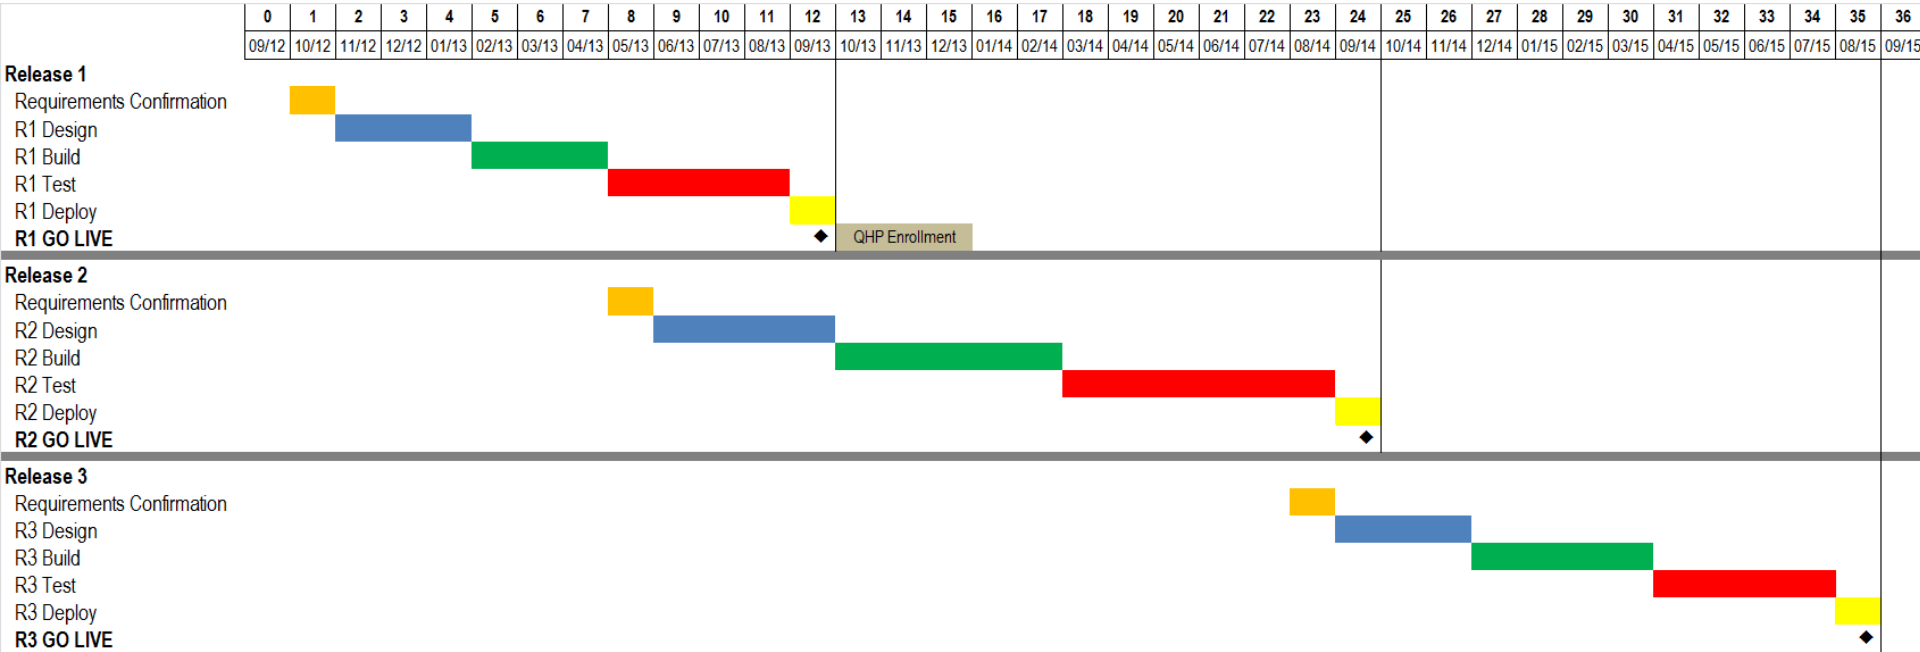 0 1 2 3 4 5 6 7 8 9 10 11 12 13 14 15 16 17 18 19 20 21 22 23 24 25 26 27 28 29 30 31 32 33 34 35 36
09/12 10/12 11/12 12/12 01/13 02/13 03/13 04/13 05/13 06/13 07/13 08/13 09/13 10/13 11/13 12/13 01/14 02/14 03/14 04/14 05/14 06/14 07/14 08/14 09/14 10/14 11/14 12/14 01/15 02/15 03/15 04/15 05/15 06/15 07/15 08/15 09/15
Release 1
Requirements Confirmation
R1 Design
R1 Build
R1 Test
R1 Deploy
R1 GO LIVE QHP Enrollment
Release 2
Requirements Confirmation
R2 Design
R2 Build
R2 Test
R2 Deploy
R2 GO LIVE
Release 3
Requirements Confirmation
R3 Design
R3 Build
R3 Test
R3 Deploy
R3 GO LIVE